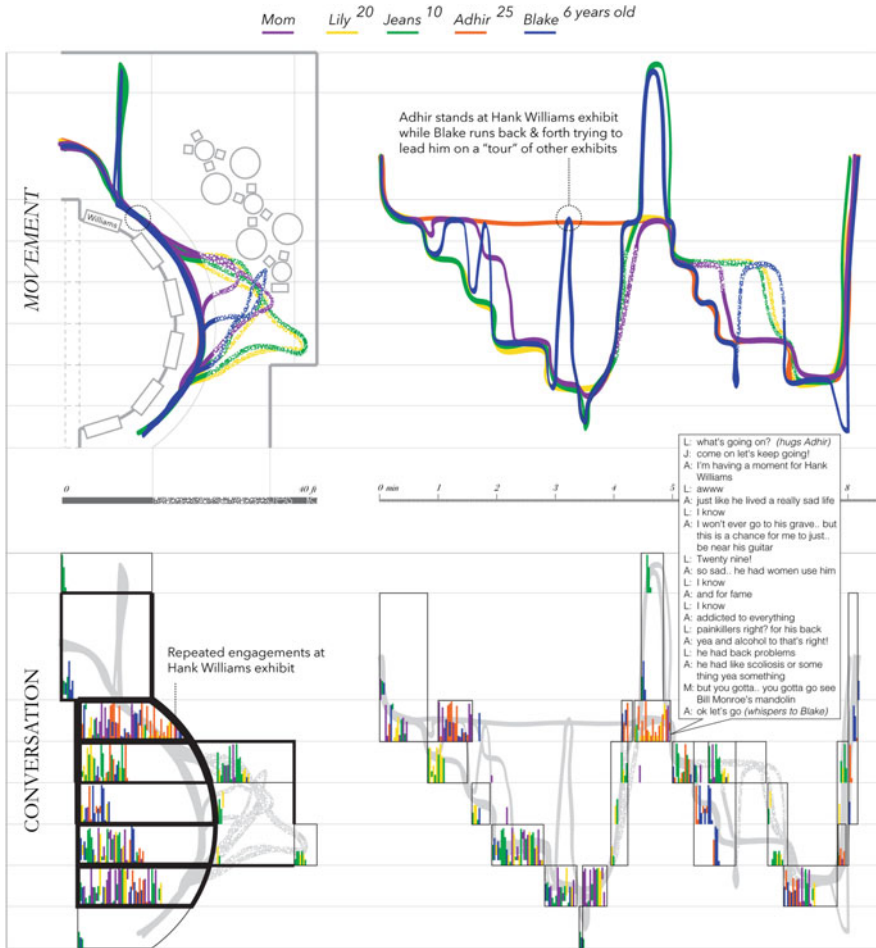 Mom Lily 20 Jeans 10 Adhir 25 Blake 6 years old
MOVEMENT
Williams
Adhir stands at Hank Williams exhibit
while Blake runs back & forth trying to
lead him on a "tour" of other exhibits
0 40 ft
0 min 1 2 3 4 5 8
CONVERSATION
Repeated engagements at
Hank Williams exhibit
L: what's going on? (hugs Adhir)
J: come on let's keep going!
A: I'm having a moment for Hank
Williams
L: awww
A: just like he lived a really sad life
L: I know
A: I won't ever go to his grave.. but
this is a chance for me to just..
be near his guitar
L: Twenty nine!
A: so sad.. he had women use him
L: I know
A: and for fame
L: I know
A: addicted to everything
L: painkillers right? for his back
A: yea and alcohol to that's right!
L: he had back problems
A: he had like scoliosis or some
thing yea something
M: but you gotta.. you gotta go see
Bill Monroe's mandolin
A: ok let's go (whispers to Blake)